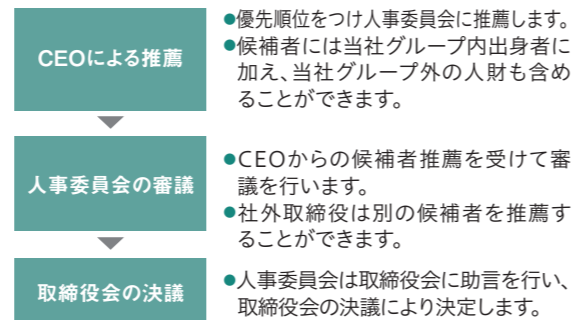 CEOによる推薦
●優先順位をつけ人事委員会に推薦します。
●候補者には当社グループ内出身者に
加え、当社グループ外の人財も含め
ることができます。
人事委員会の審議
●CEOからの候補者推薦を受けて審
議を行います。
●社外取締役は別の候補者を推薦す
ることができます。
取締役会の決議
●人事委員会は取締役会に助言を行い、
取締役会の決議により決定します。